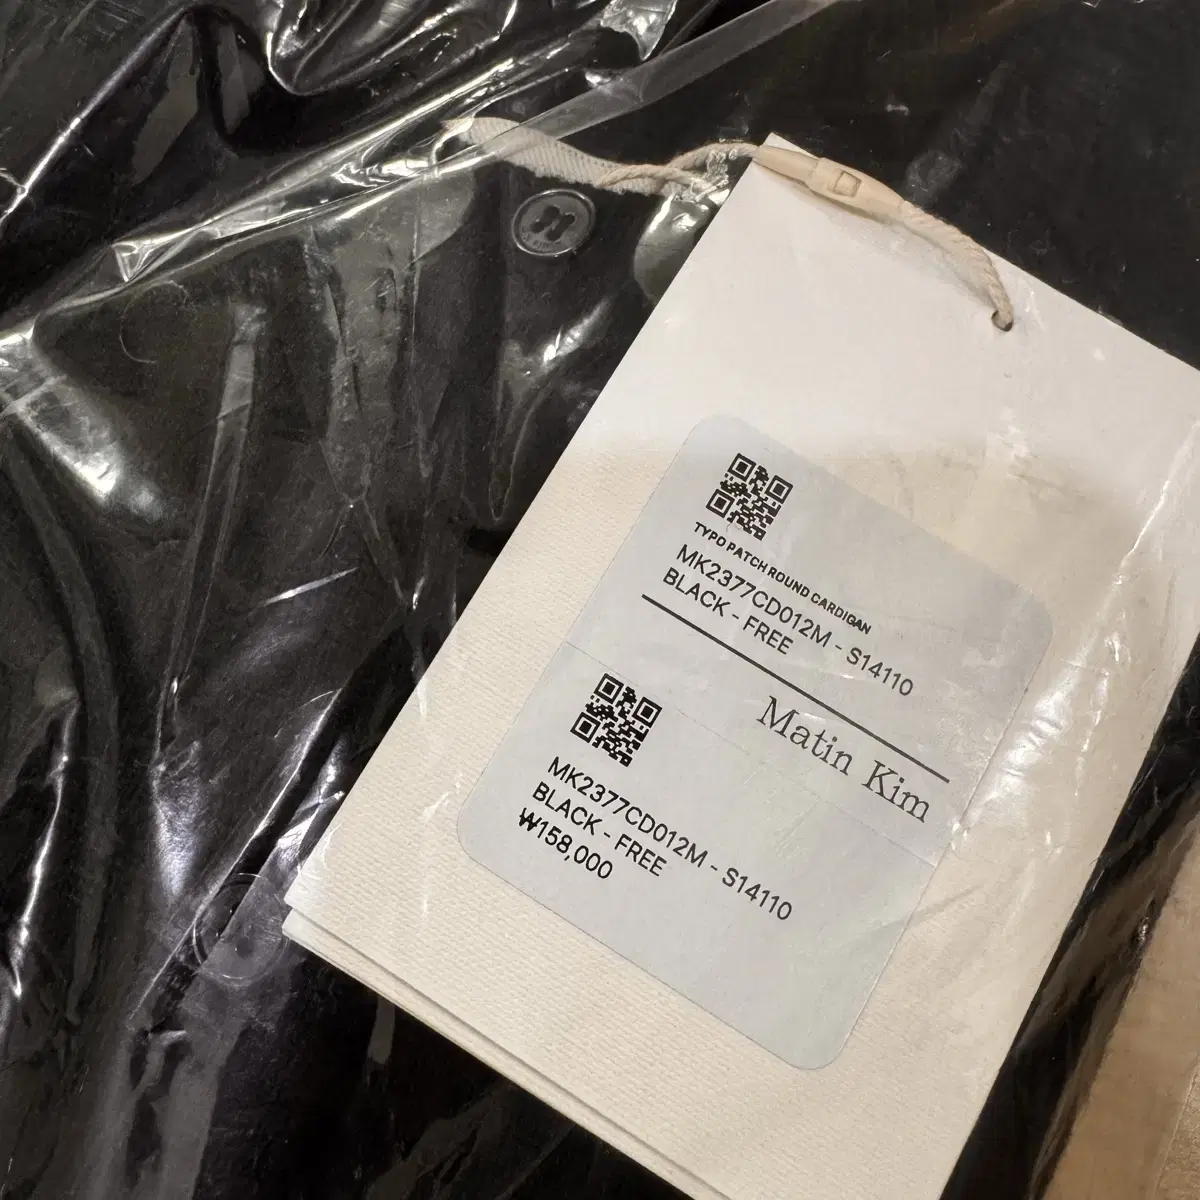 TYPO PATCH ROUND CARDIGAN
MK2377CD012M - S14110
BLACK - FREE
Matin Kim
MK2377CD012M - S14110
BLACK - FREE
₩158,000